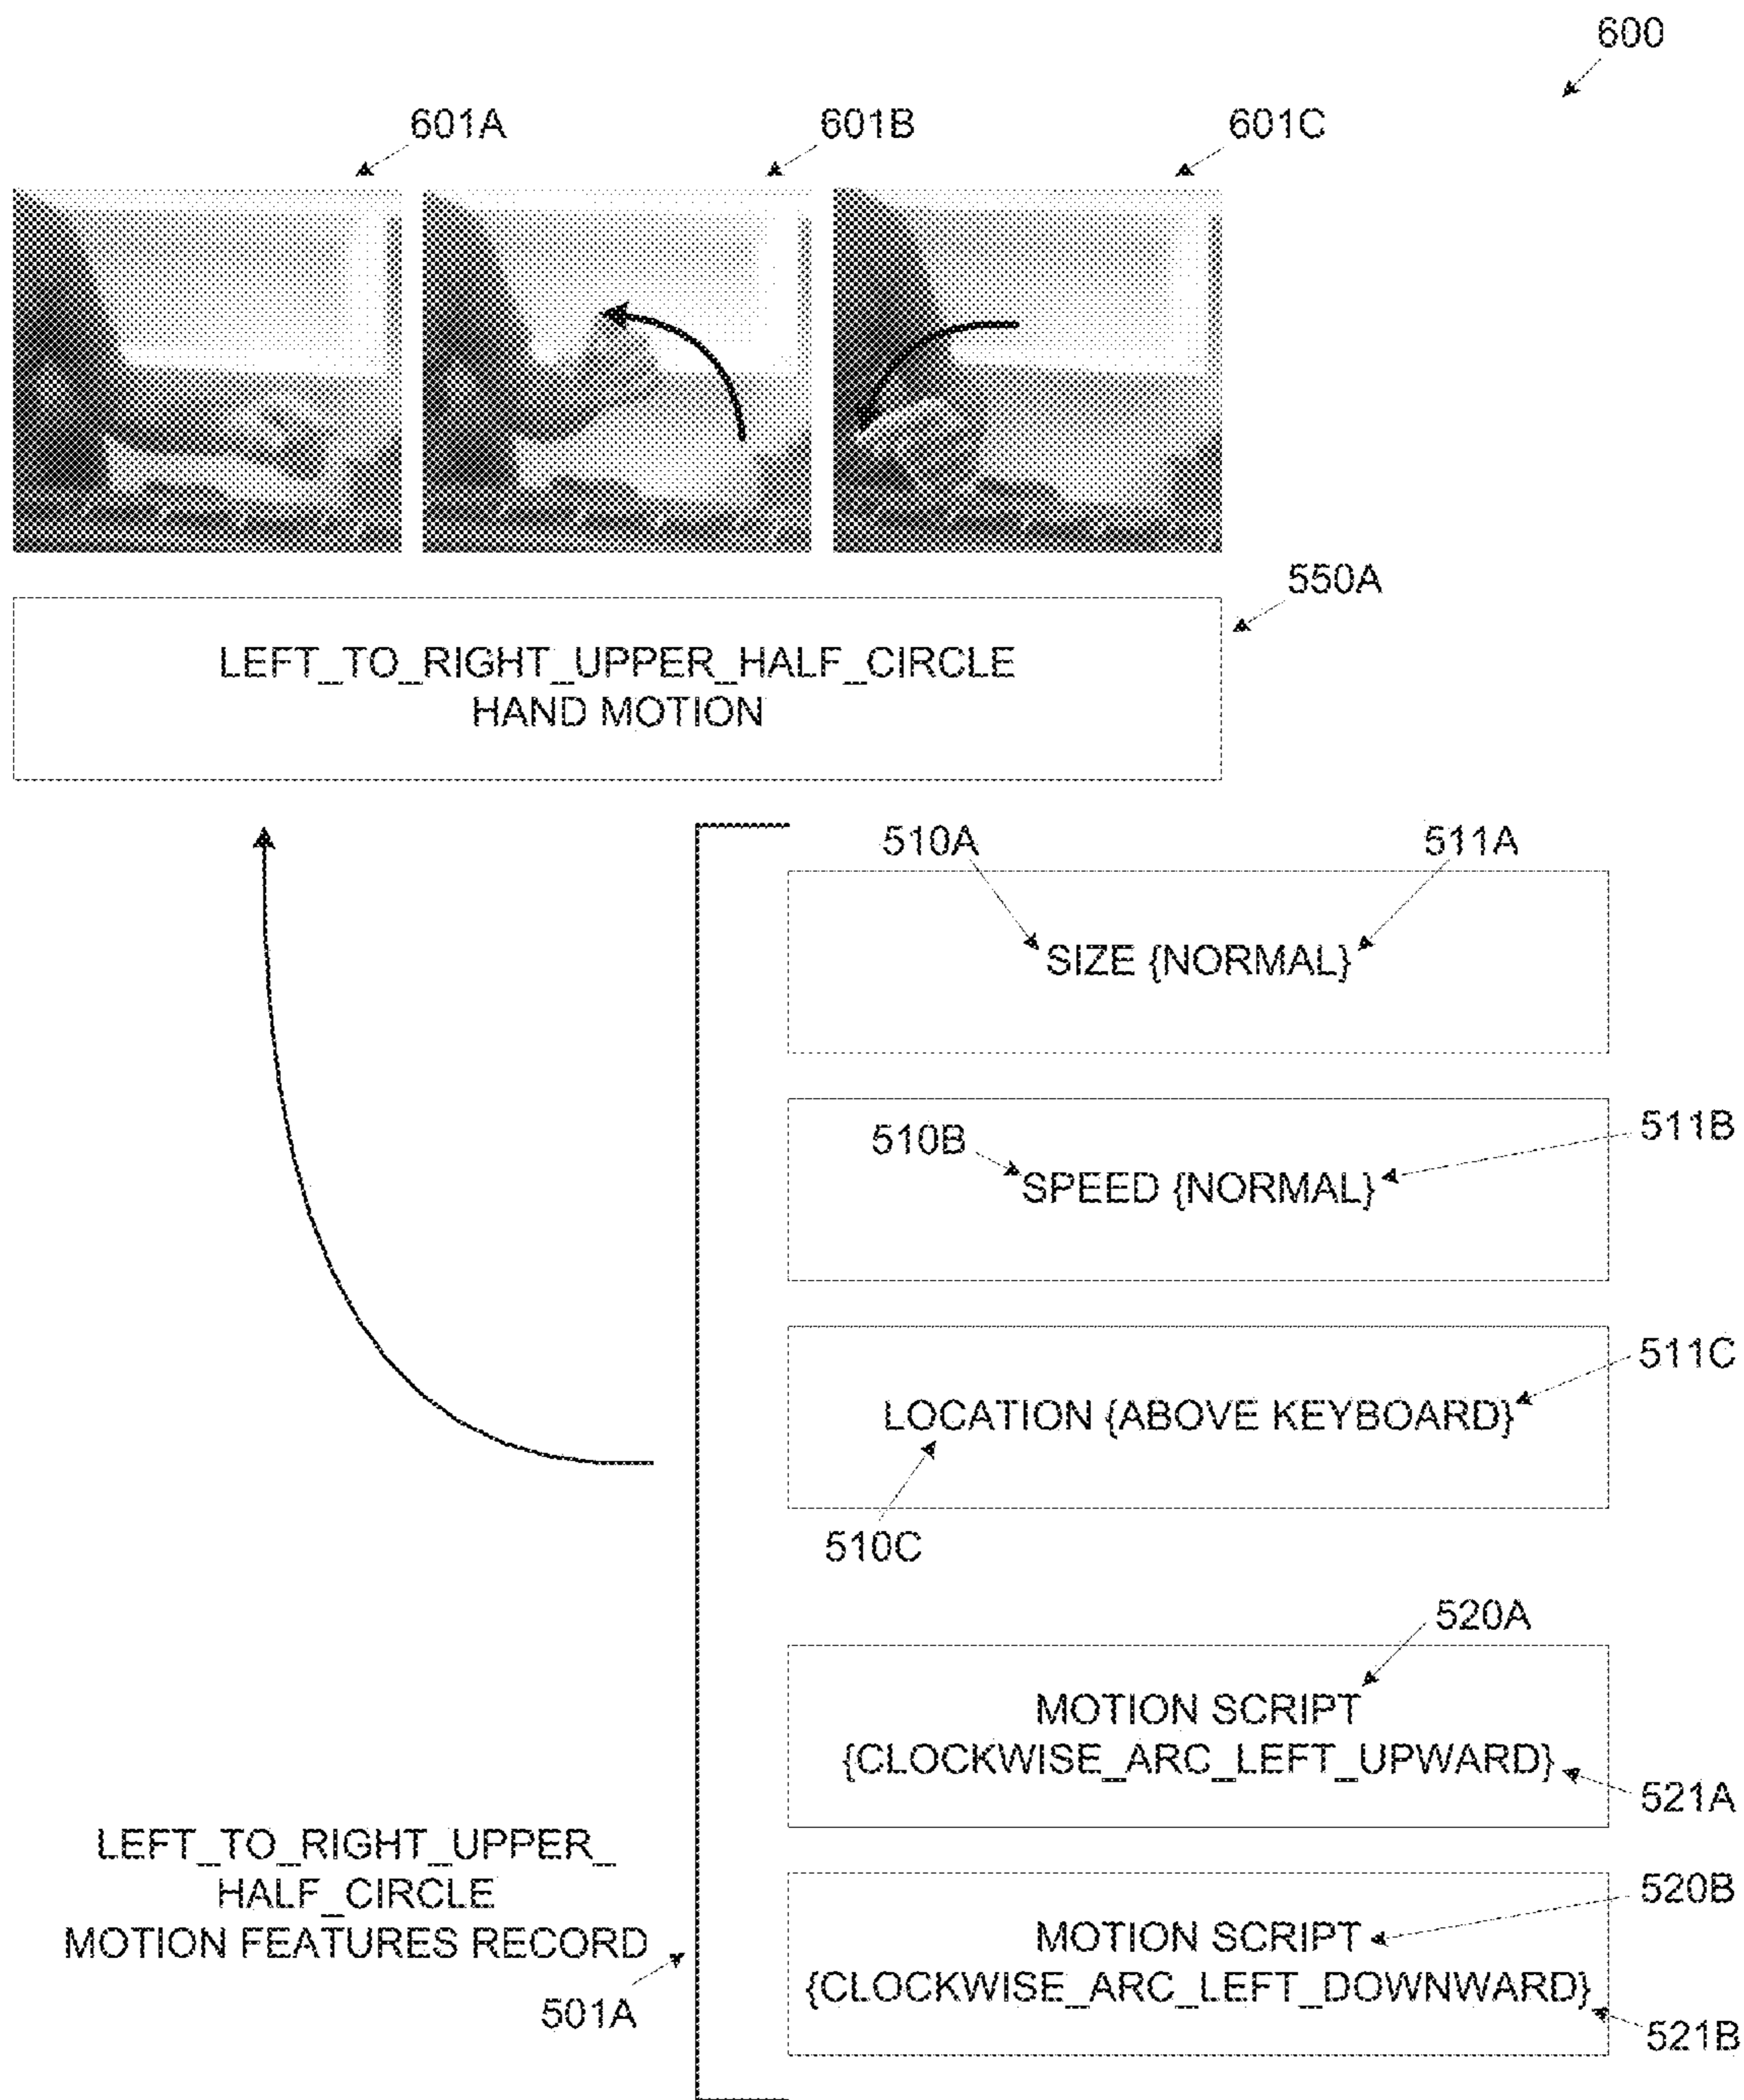 600
601A
601B
601C
550A
LEFT_TO_RIGHT_UPPER_HALF_CIRCLE
HAND MOTION
510A
511A
SIZE {NORMAL}
510B
511B
SPEED {NORMAL}
511C
LOCATION {ABOVE KEYBOARD}
510C
520A
MOTION SCRIPT
{CLOCKWISE_ARC_LEFT_UPWARD}
521A
LEFT_TO_RIGHT_UPPER_
HALF_CIRCLE
MOTION FEATURES RECORD
501A
520B
MOTION SCRIPT
{CLOCKWISE_ARC_LEFT_DOWNWARD}
521B